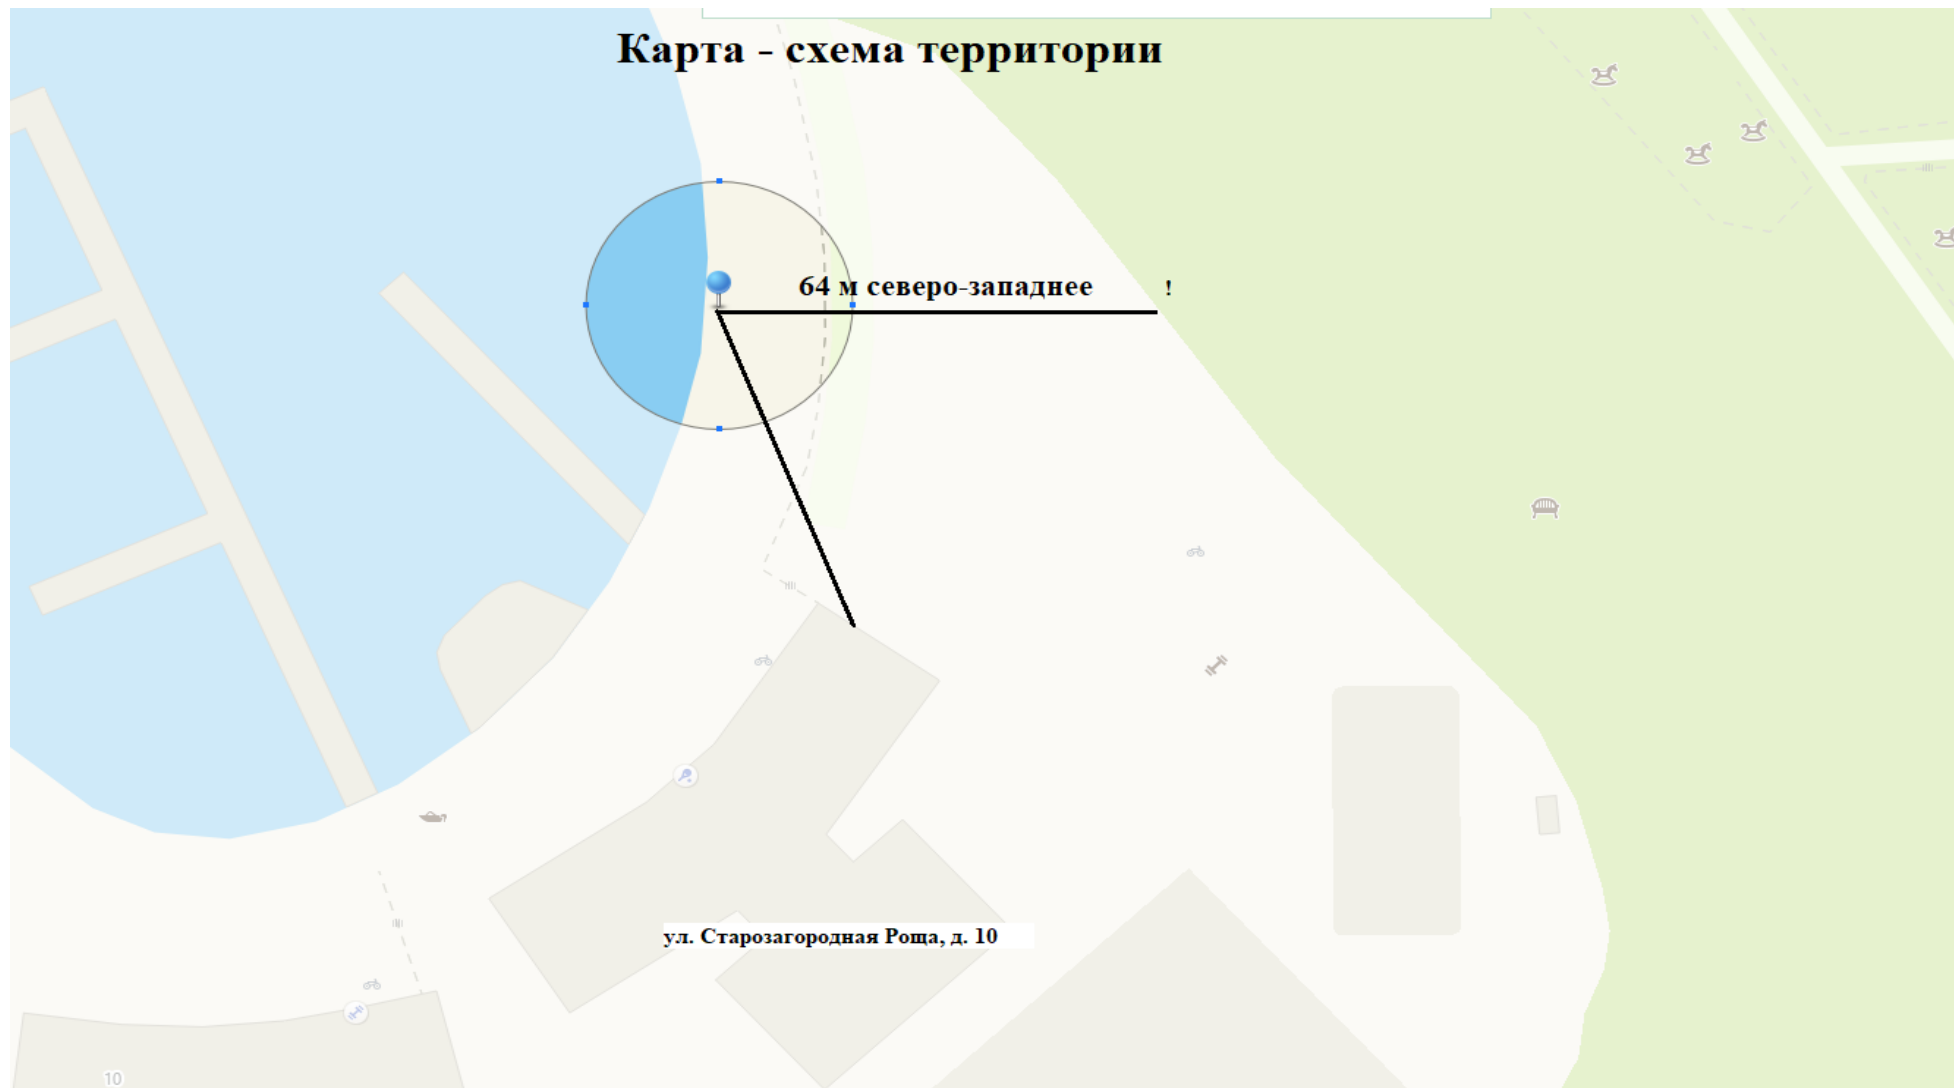 Карта - схема территории
64 м северо-западнее !
ул. Старозагородная Роща, д. 10
10